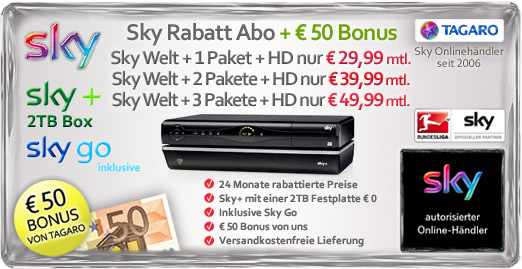 sky
Sky Rabatt Abo + € 50 Bonus
TAGARO
Sky Onlinehändler
seit 2006
Sky Welt + 1 Paket + HD nur € 29,99 mtl.
Sky Welt + 2 Pakete + HD nur € 39,99 mtl.
Sky Welt + 3 Pakete + HD nur € 49,99 mtl.
sky +
2TB Box
sky go
inklusive
sky
sky+
BUNDESLIGA
sky
OFFIZIELLER PARTNER
24 Monate rabattierte Preise
Sky+ mit einer 2TB Festplatte € 0
Inklusive Sky Go
€ 50 Bonus von uns
Versandkostenfreie Lieferung
€ 50
BONUS
VON TAGARO
50
sky
autorisierter
Online-Händler